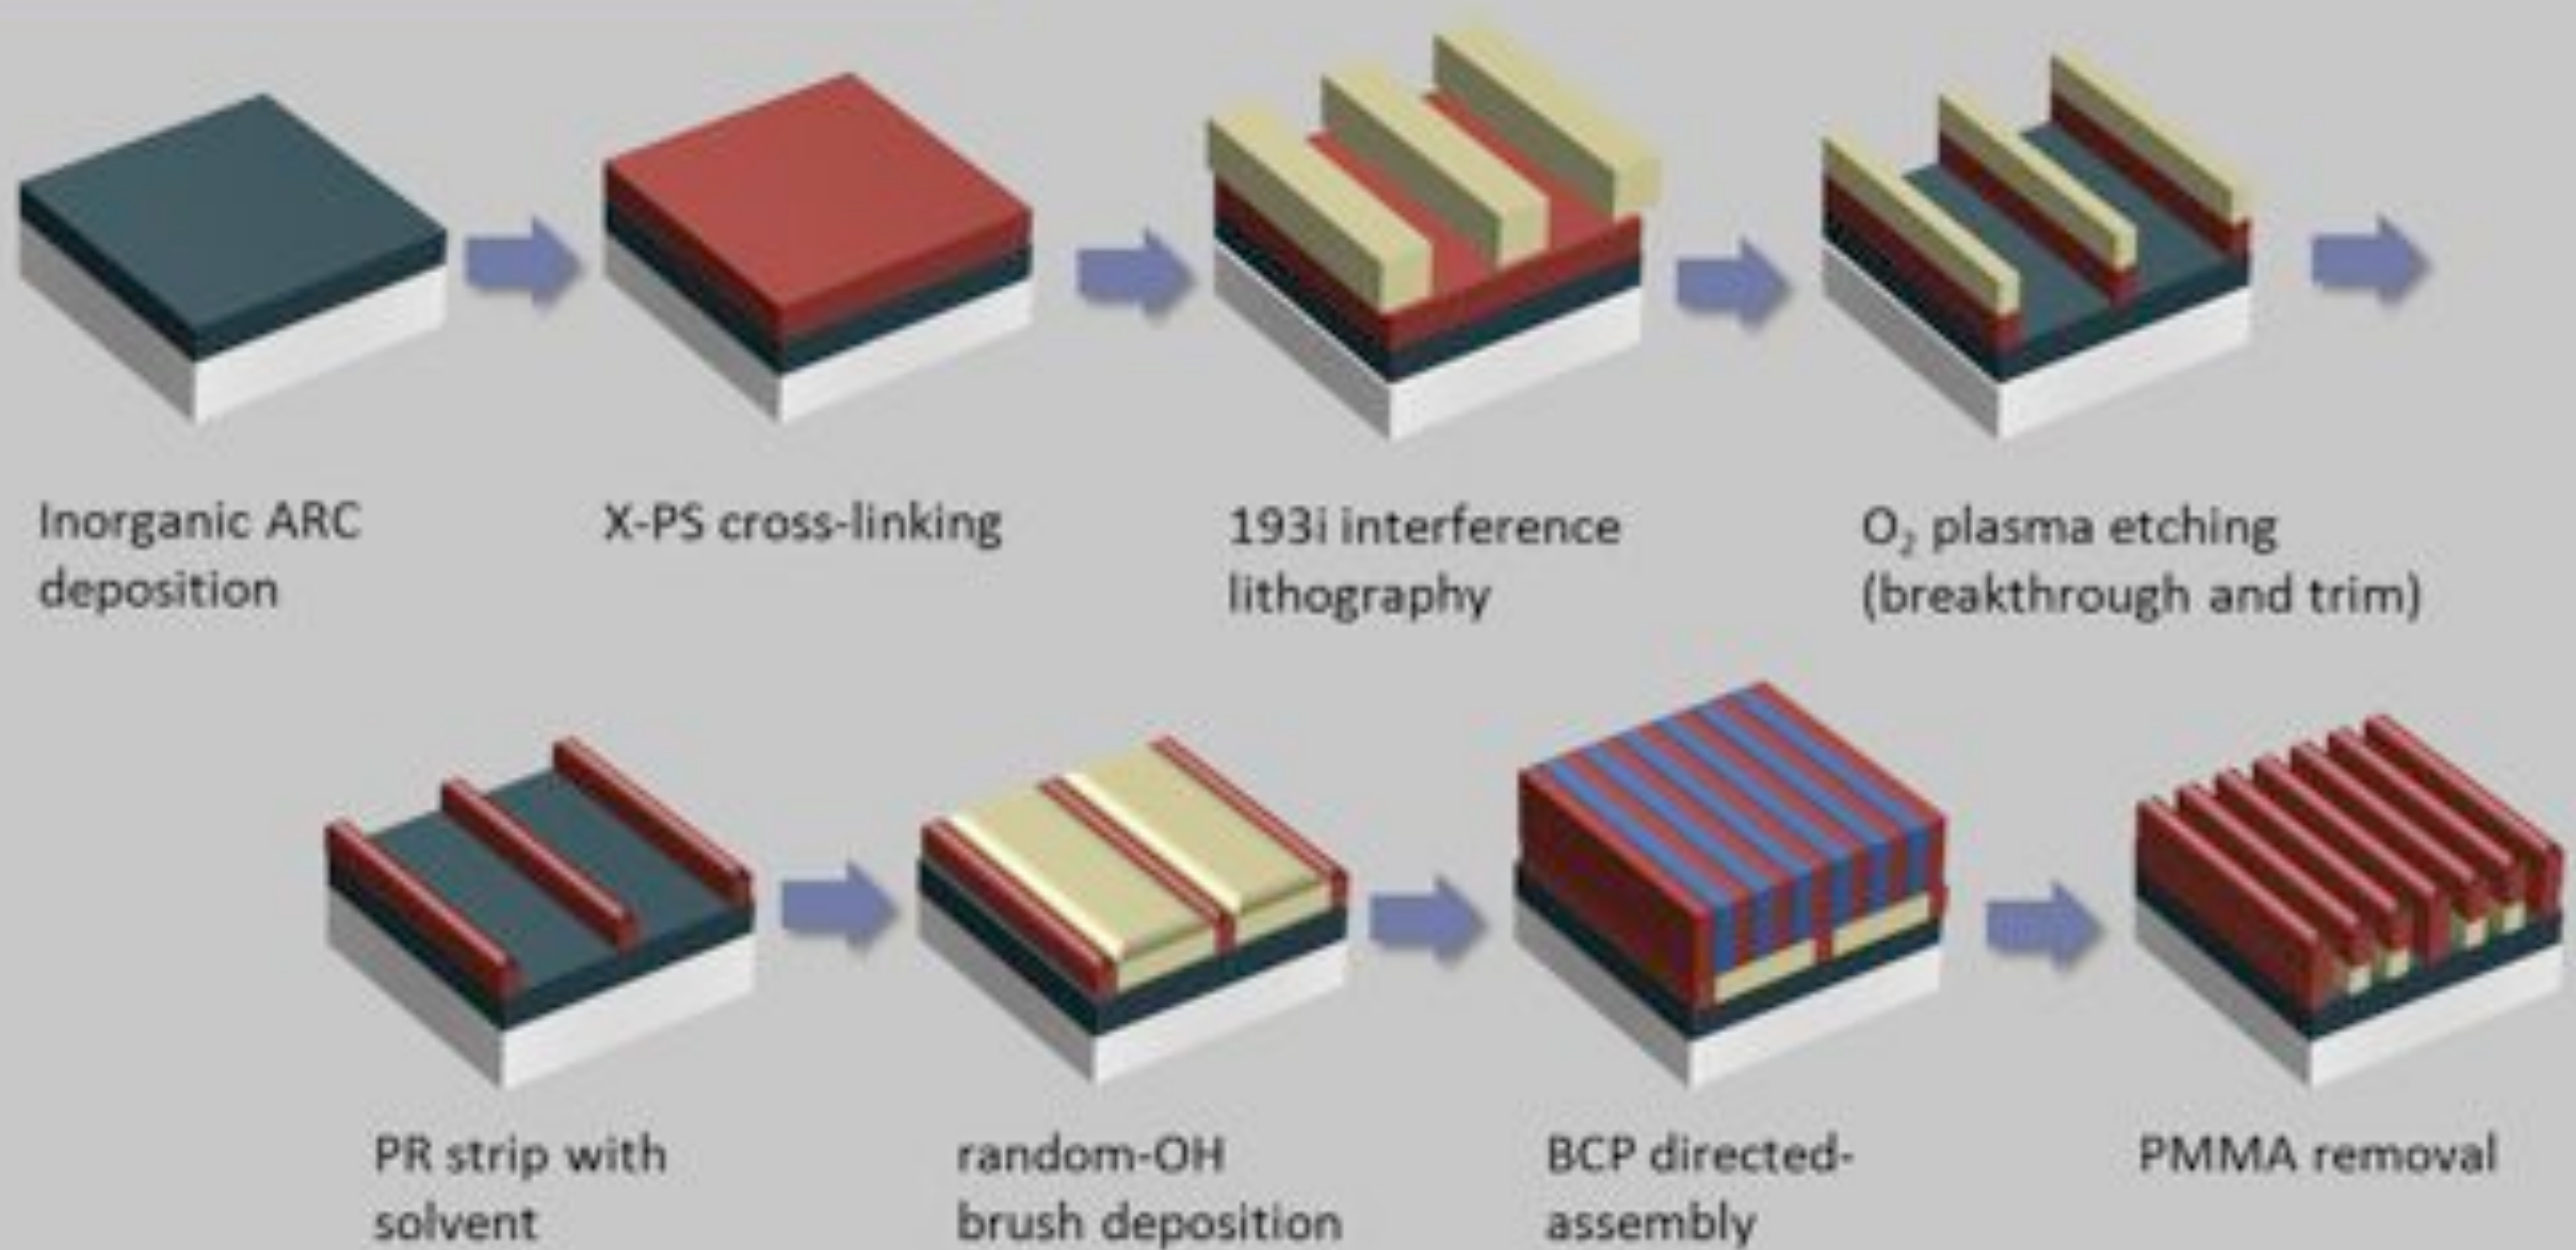 Inorganic ARC
deposition
X-PS cross-linking
193i interference
lithography
O₂ plasma etching
(breakthrough and trim)
PR strip with
solvent
random-OH
brush deposition
BCP directed-
assembly
PMMA removal